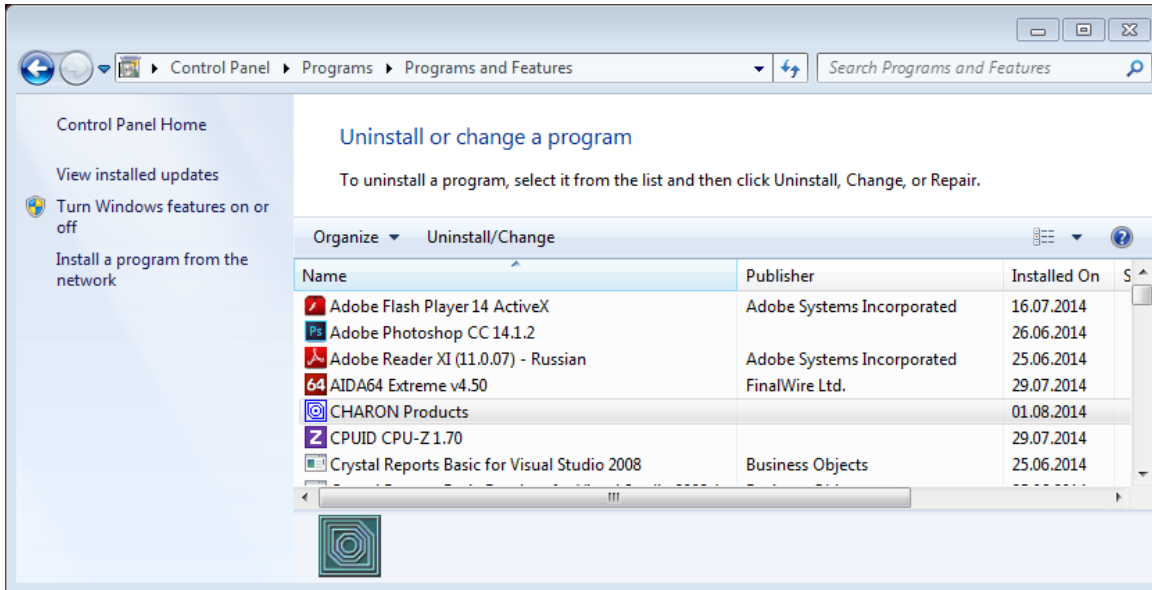 Control Panel Programs Programs and Features Search Programs and Features
Control Panel Home
View installed updates
Turn Windows features on or
off
Install a program from the
network
Uninstall or change a program
To uninstall a program, select it from the list and then click Uninstall, Change, or Repair.
Organize Uninstall/Change
Name Publisher Installed On S
Adobe Flash Player 14 ActiveX Adobe Systems Incorporated 16.07.2014
Ps Adobe Photoshop CC 14.1.2 26.06.2014
Adobe Reader XI (11.0.07) - Russian Adobe Systems Incorporated 25.06.2014
64 AIDA64 Extreme v4.50 FinalWire Ltd. 29.07.2014
CHARON Products 01.08.2014
Z CPUID CPU-Z 1.70 29.07.2014
Crystal Reports Basic for Visual Studio 2008 Business Objects 25.06.2014